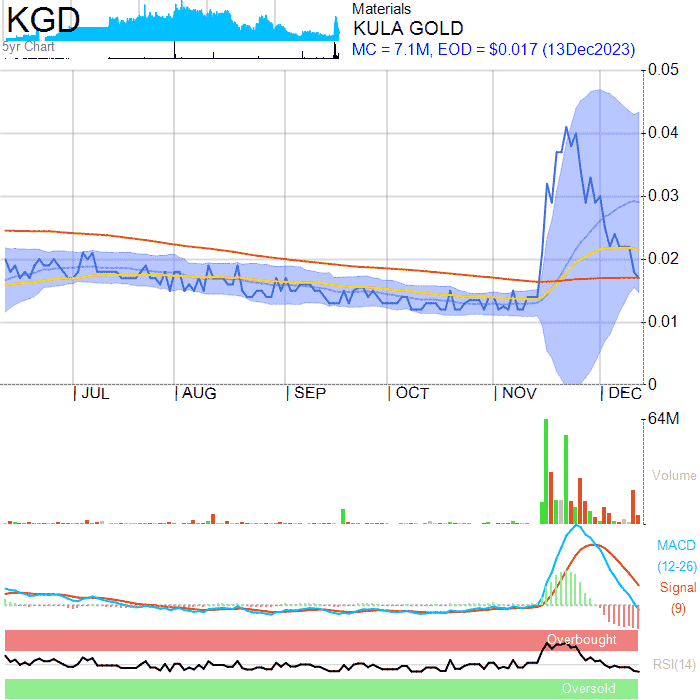 KGD
5yr Chart
Materials
KULA GOLD
MC = 7.1M, EOD = $0.017 (13Dec2023)
0.05
0.04
0.03
0.02
0.01
0
| JUL | AUG | SEP | OCT | NOV | DEC
64M
Volume
MACD
(12-26)
Signal
(9)
Overbought
RSI(14)
Oversold